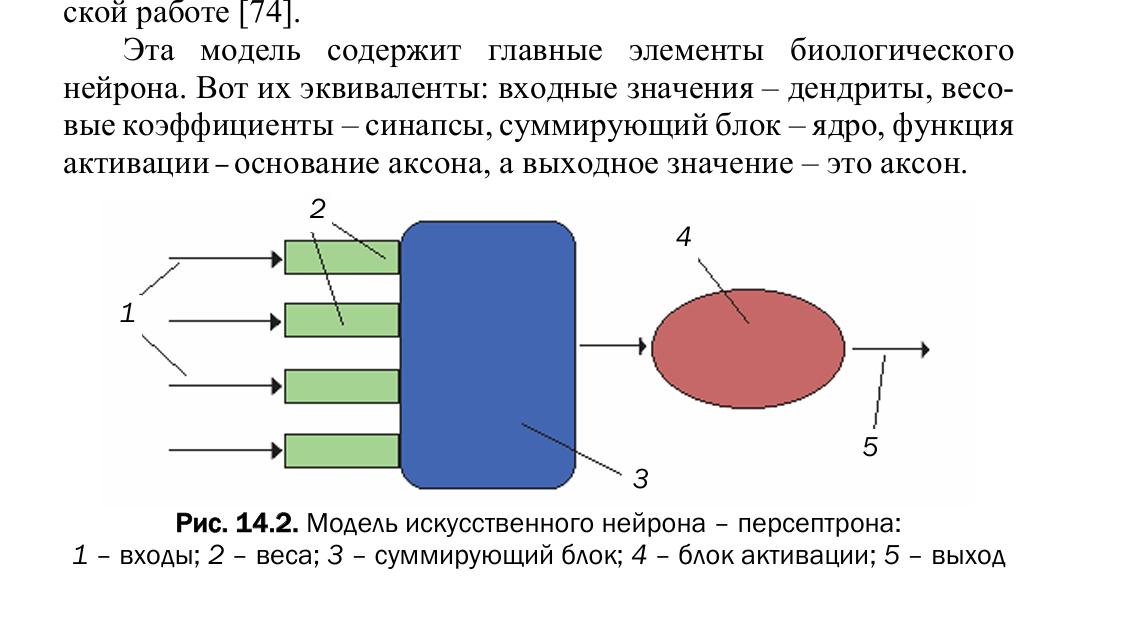 ской работе [74].
Эта модель содержит главные элементы биологического
нейрона. Вот их эквиваленты: входные значения – дендриты, весо-
вые коэффициенты – синапсы, суммирующий блок – ядро, функция
активации – основание аксона, а выходное значение – это аксон.
2
4
1
5
3
Рис. 14.2. Модель искусственного нейрона – персептрона:
1 – входы; 2 – веса; 3 – суммирующий блок; 4 – блок активации; 5 – выход